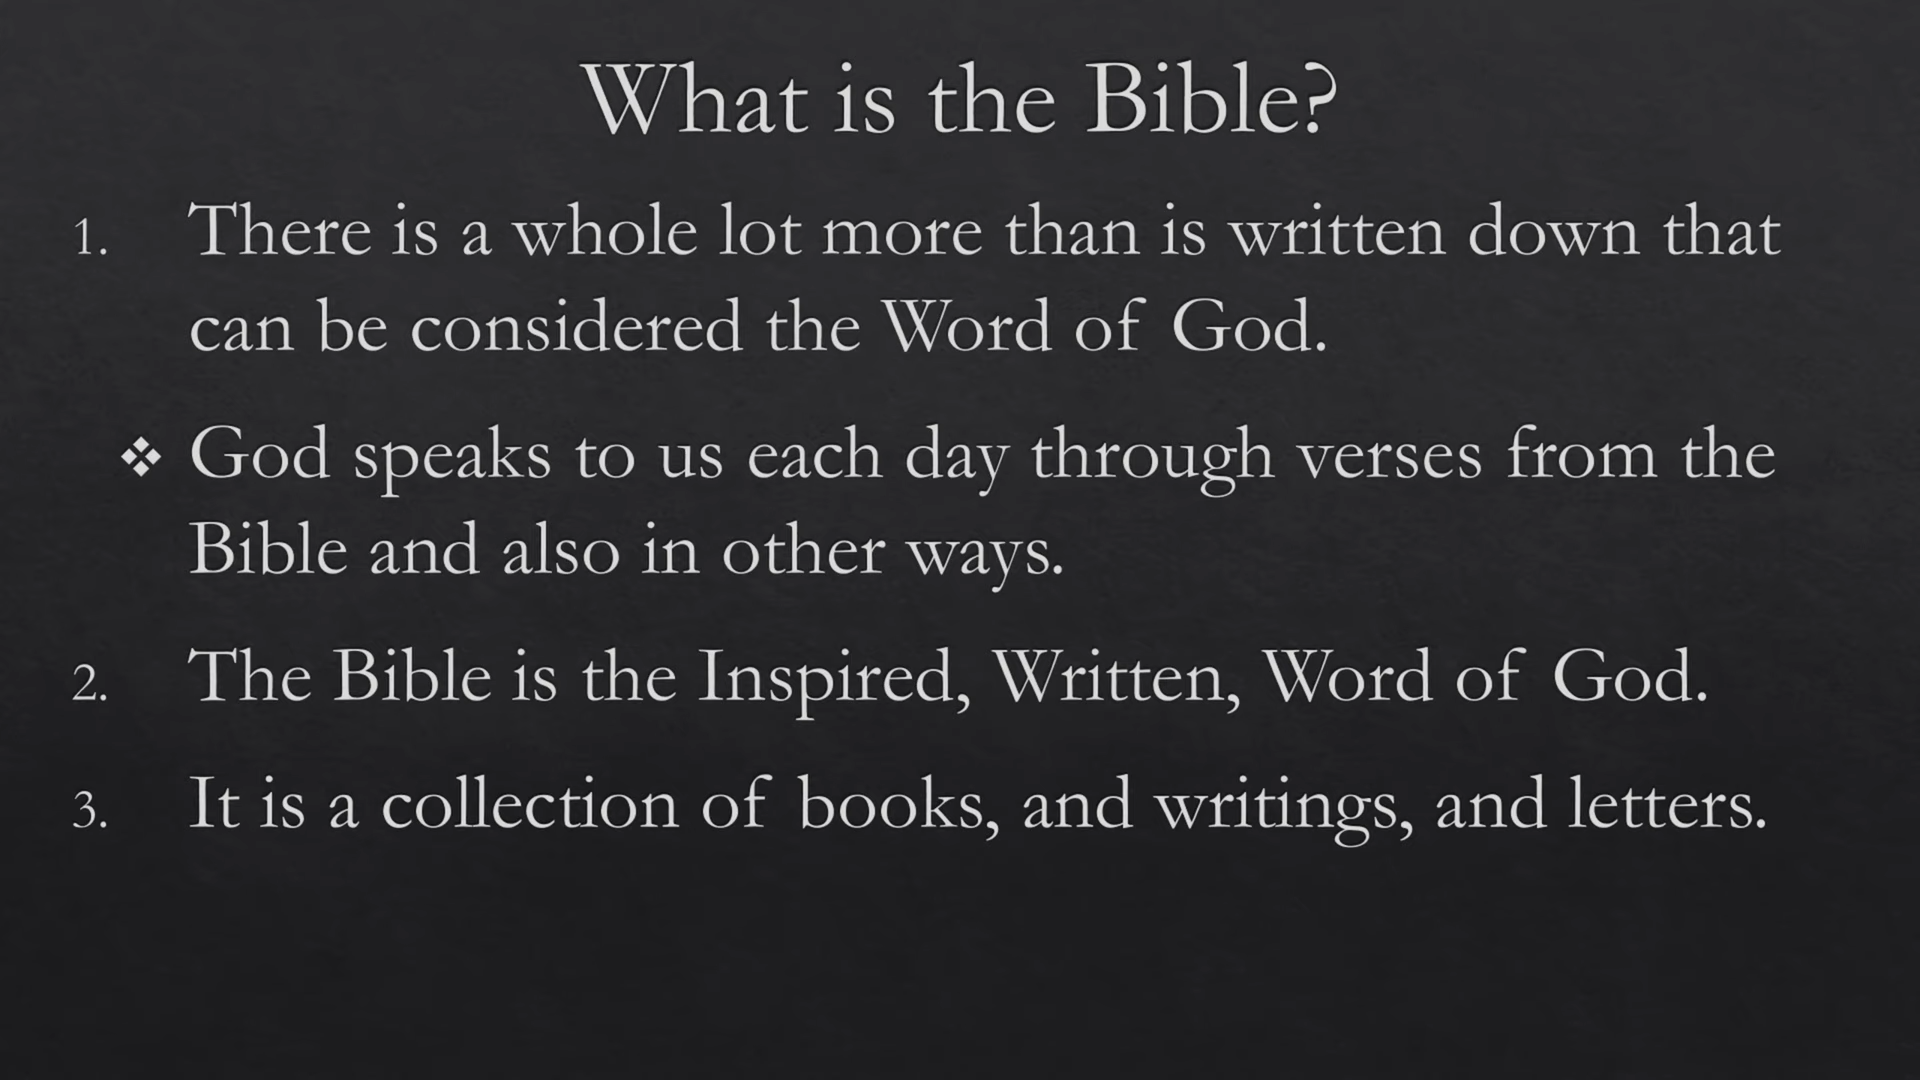 What is the Bible?
1. There is a whole lot more than is written down that
can be considered the Word of God.
❖ God speaks to us each day through verses from the
Bible and also in other ways.
2. The Bible is the Inspired, Written, Word of God.
3. It is a collection of books, and writings, and letters.